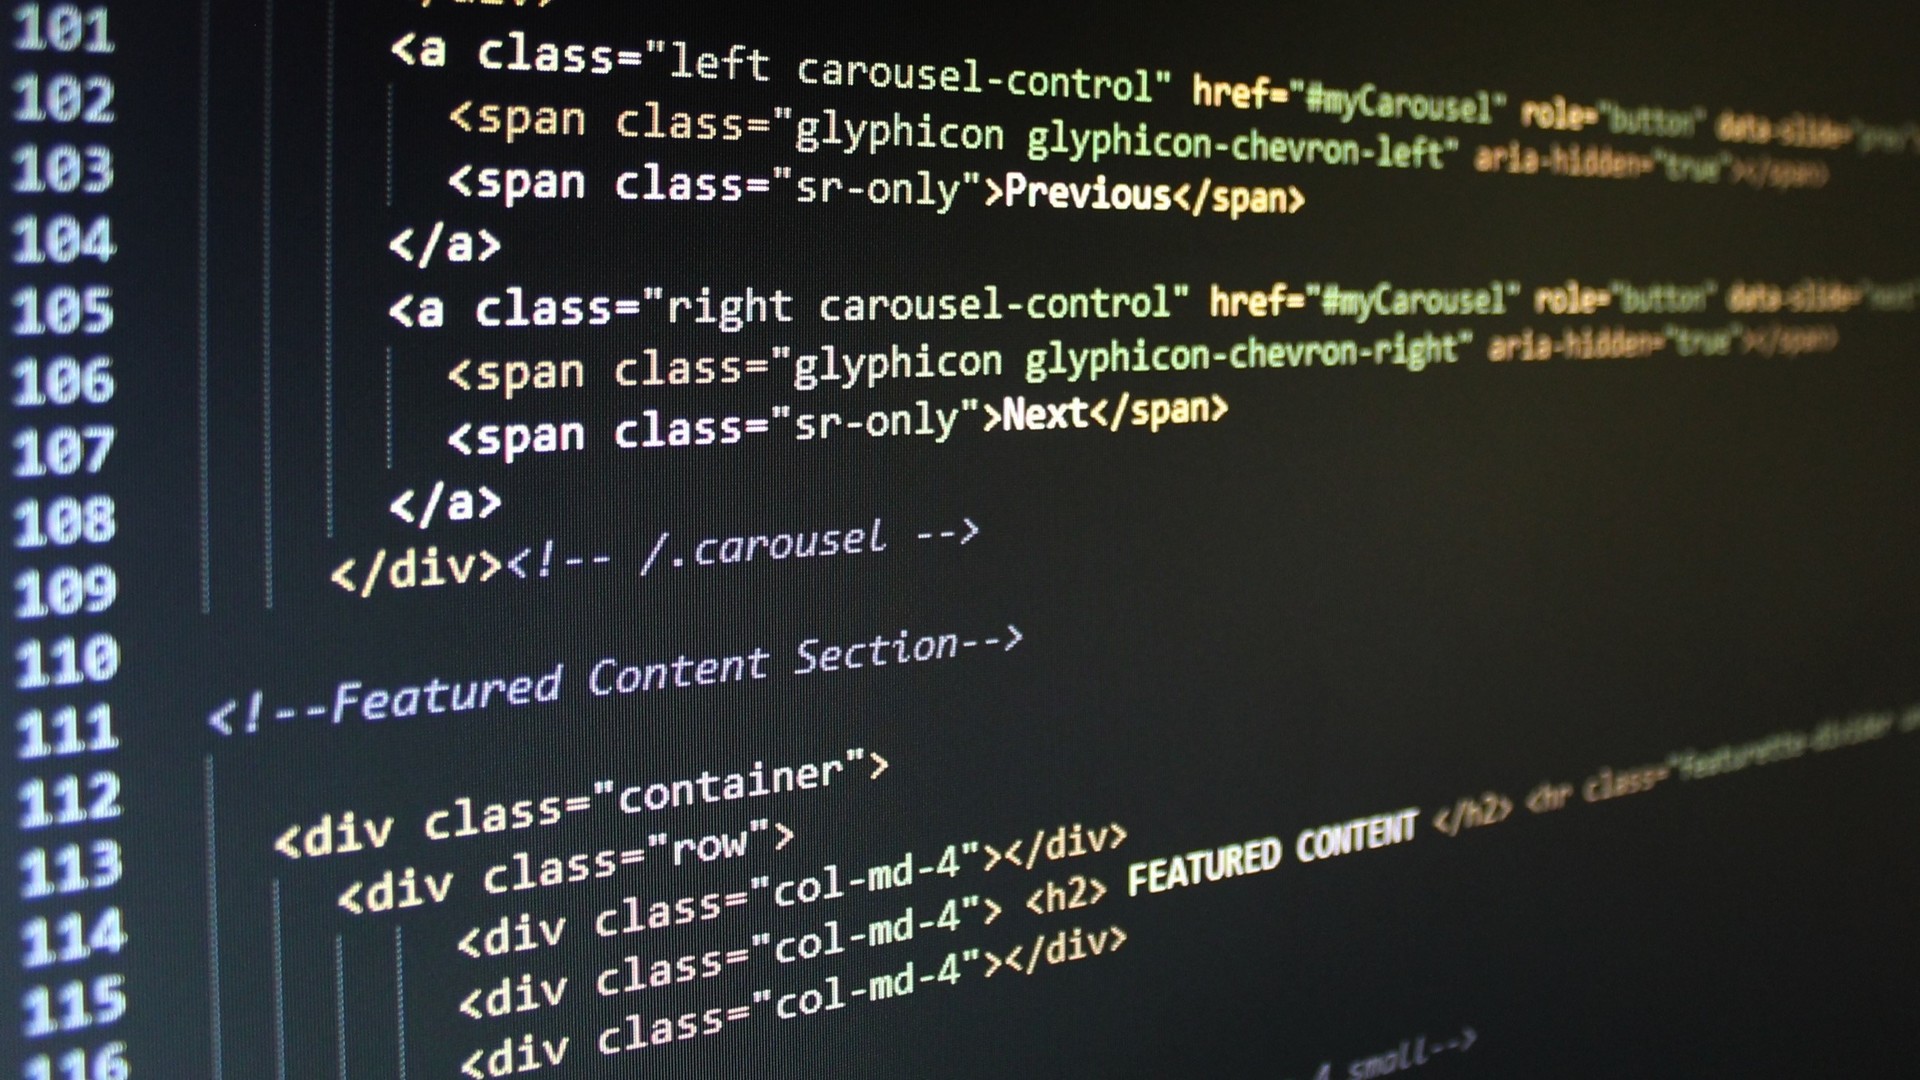 101 </div>
102 <a class="left carousel-control" href="#myCarousel" role="button" data-slide="prev"
103 <span class="glyphicon glyphicon-chevron-left" aria-hidden="true"></span>
104 <span class="sr-only">Previous</span>
105 </a>
106 <a class="right carousel-control" href="#myCarousel" role="button" data-slide="next"
107 <span class="glyphicon glyphicon-chevron-right" aria-hidden="true"></span>
108 <span class="sr-only">Next</span>
109 </a>
110 </div><!-- /.carousel -->
111 <!--Featured Content Section-->
112 <div class="container">
113 <div class="row">
114 <div class="col-md-4"></div>
115 <div class="col-md-4"> <h2> FEATURED CONTENT </h2> <hr class="featurette-divider
116 <div class="col-md-4"></div>
small-->